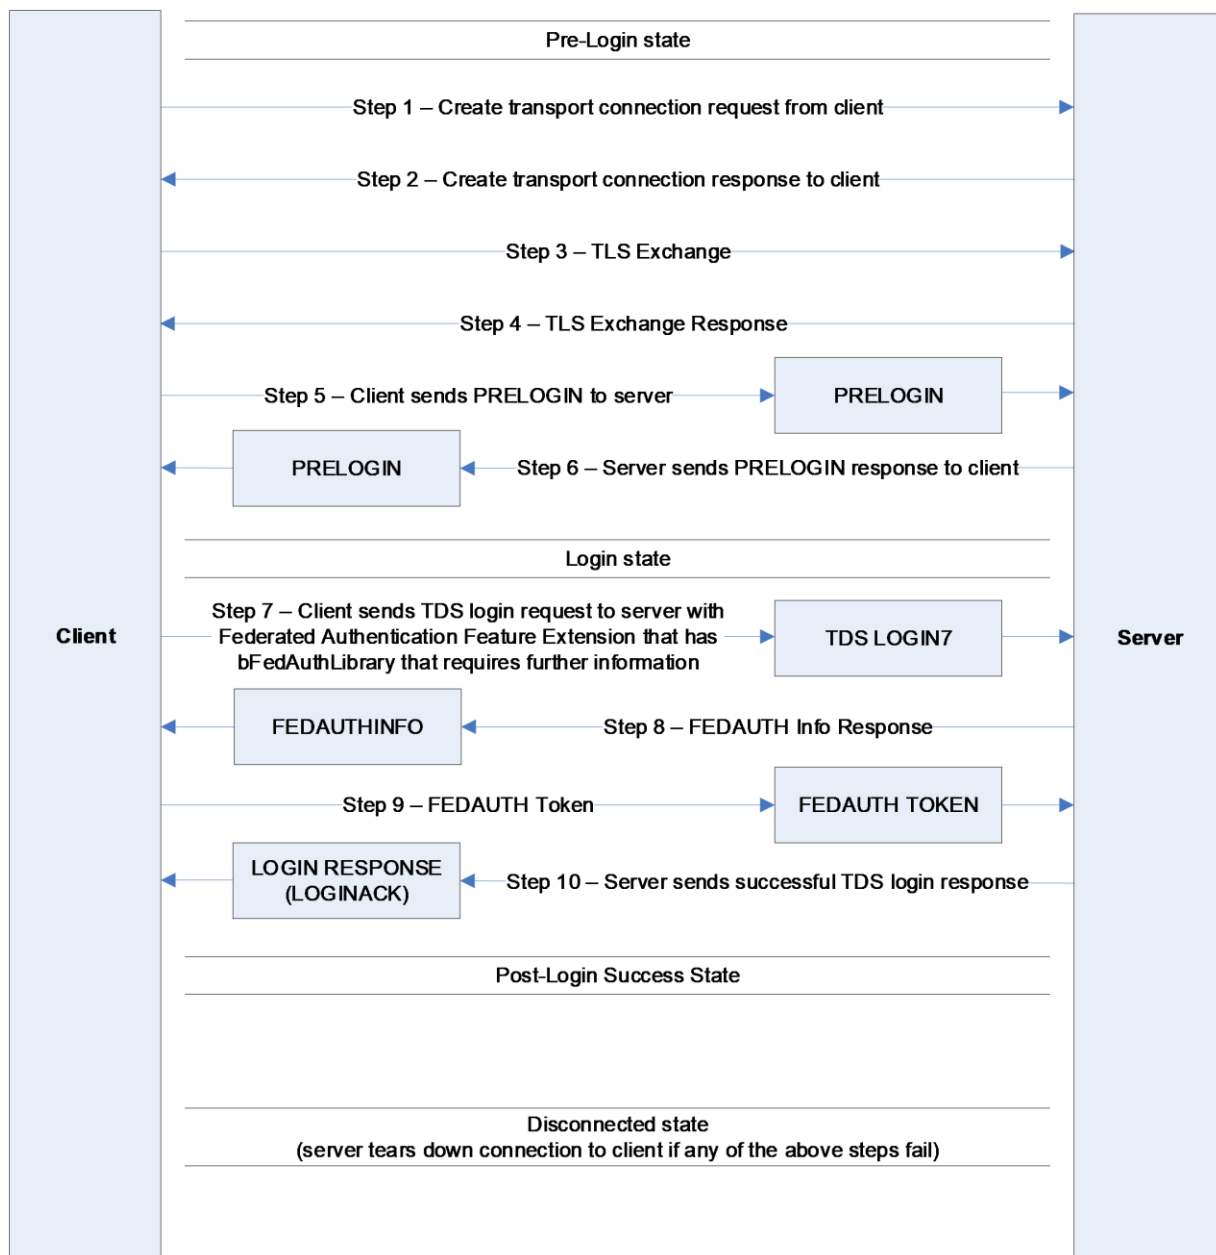 Pre-Login state
Step 1 – Create transport connection request from client
Step 2 – Create transport connection response to client
Step 3 – TLS Exchange
Step 4 – TLS Exchange Response
Step 5 – Client sends PRELOGIN to server
PRELOGIN
PRELOGIN
Step 6 – Server sends PRELOGIN response to client
Login state
Client
Step 7 – Client sends TDS login request to server with
Federated Authentication Feature Extension that has
bFedAuthLibrary that requires further information
TDS LOGIN7
Server
FEDAUTHINFO
Step 8 – FEDAUTH Info Response
Step 9 – FEDAUTH Token
FEDAUTH TOKEN
LOGIN RESPONSE
(LOGINACK)
Step 10 – Server sends successful TDS login response
Post-Login Success State
Disconnected state
(server tears down connection to client if any of the above steps fail)